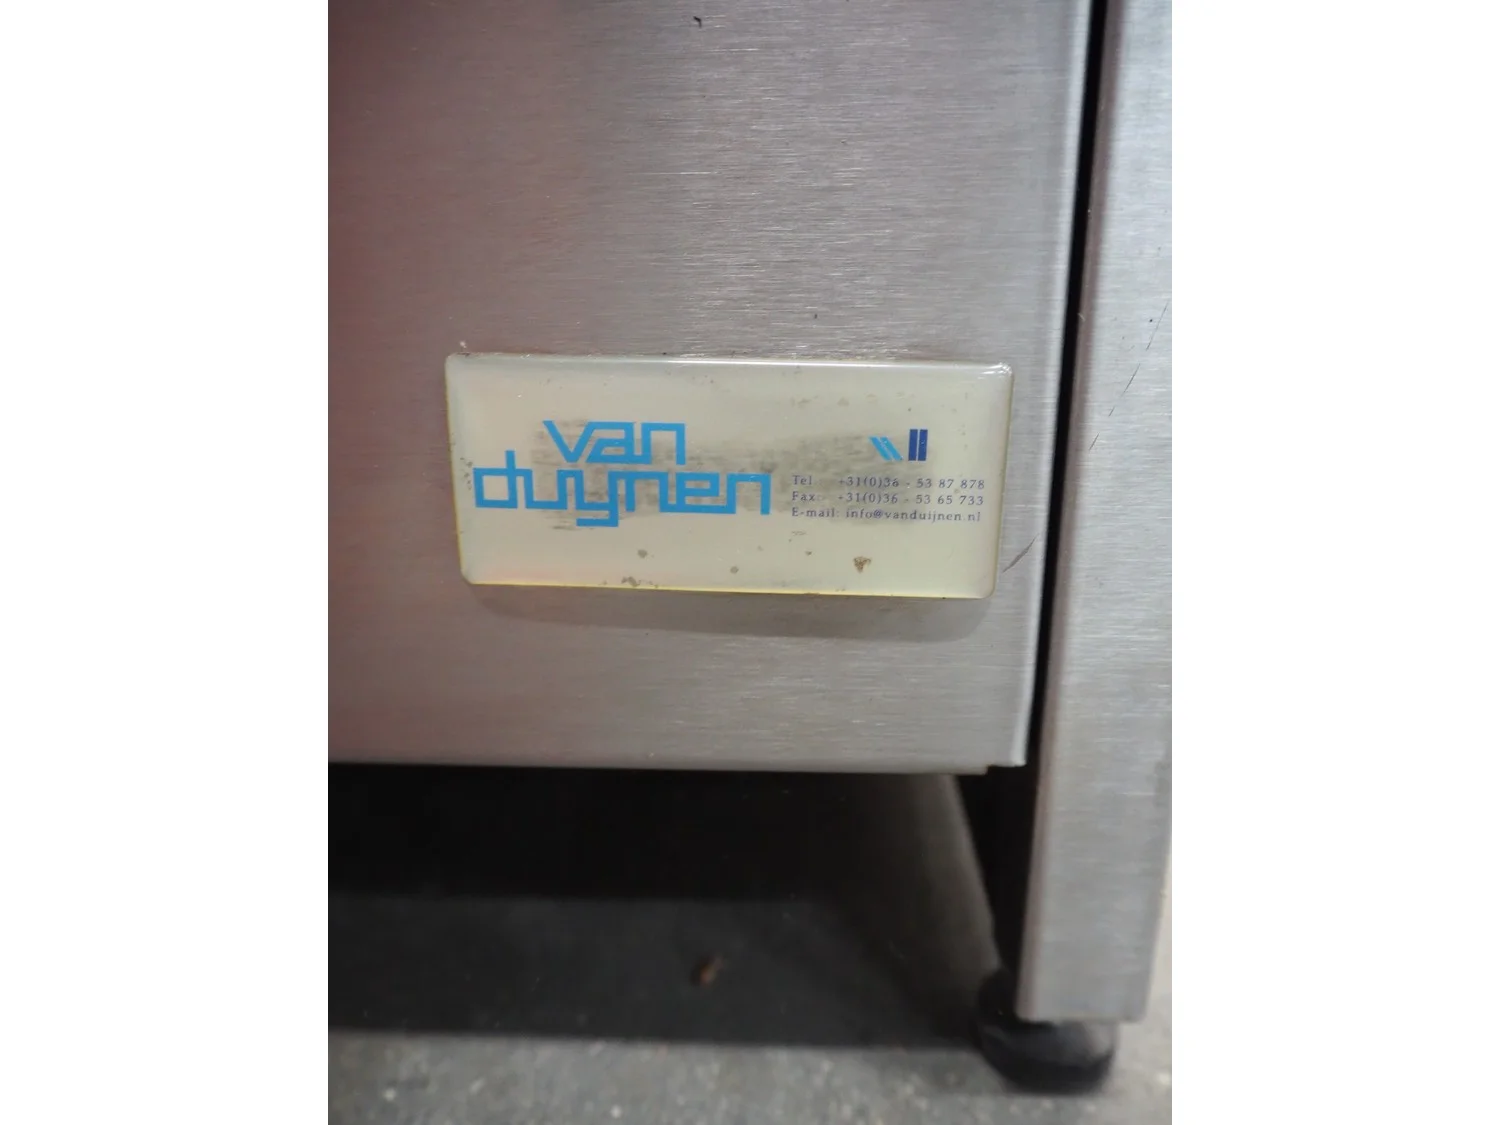 van
duijnen
Tel +31(0)36 - 53 87 878
Fax: +31(0)36 - 53 65 733
E-mail: info@vanduijnen.nl